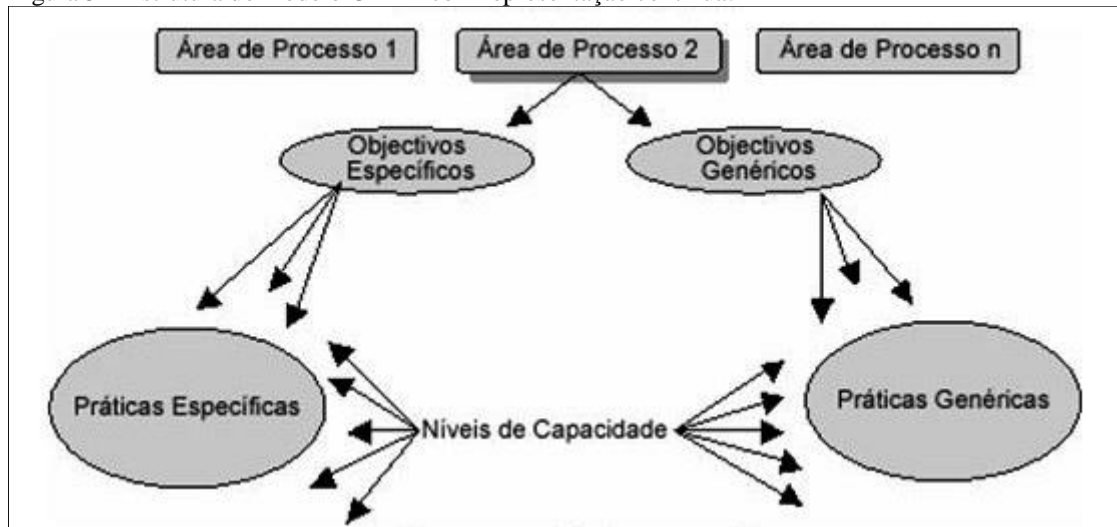 Área de Processo 1
Área de Processo 2
Área de Processo n
Objectivos
Específicos
Objectivos
Genéricos
Práticas Específicas
Níveis de Capacidade
Práticas Genéricas